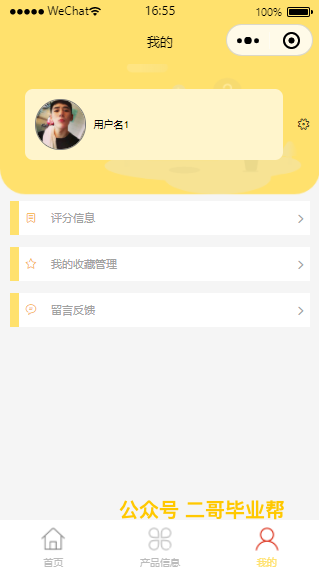 WeChat 16:55 100%
我的
用户名1
评分信息
我的收藏管理
留言反馈
公众号 二哥毕业帮
首页 产品信息 我的